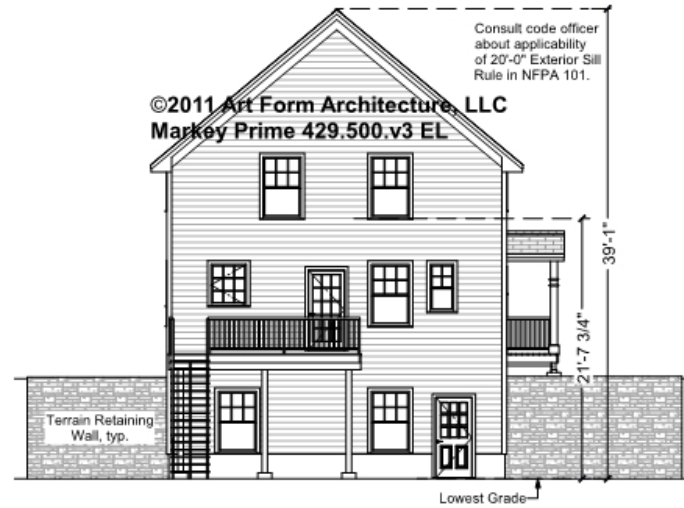 Consult code officer
about applicability
of 20'-0" Exterior Sill
Rule in NFPA 101.
©2011 Art Form Architecture, LLC
Markey Prime 429.500.v3 EL
39'-1"
21'-7 3/4"
Terrain Retaining
Wall, typ.
Lowest Grade